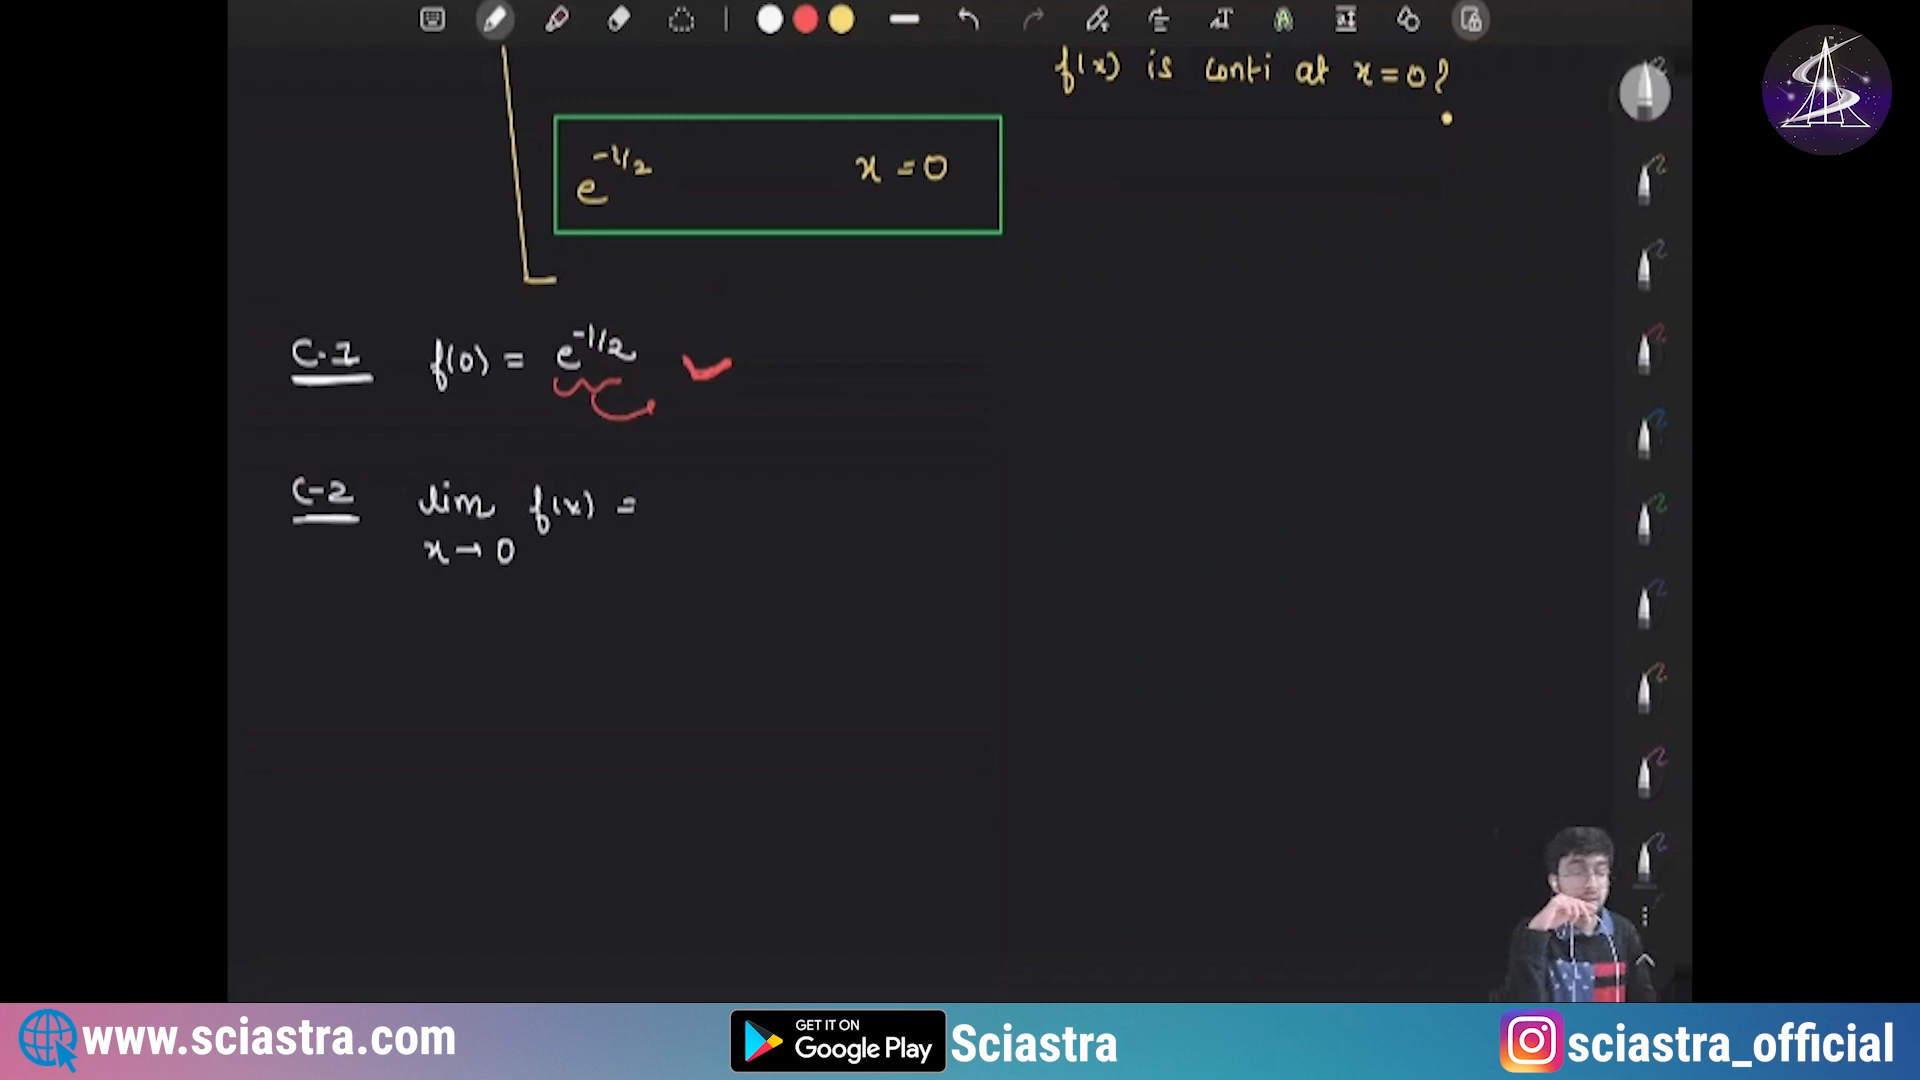 f(x) is conti at x=0?
e^{-1/2} x = 0
C-1 f(0) = e^{-1/2}
C-2 lim f(x) =
x→0
www.sciastra.com
GET IT ON
Google Play
Sciastra
sciastra_official